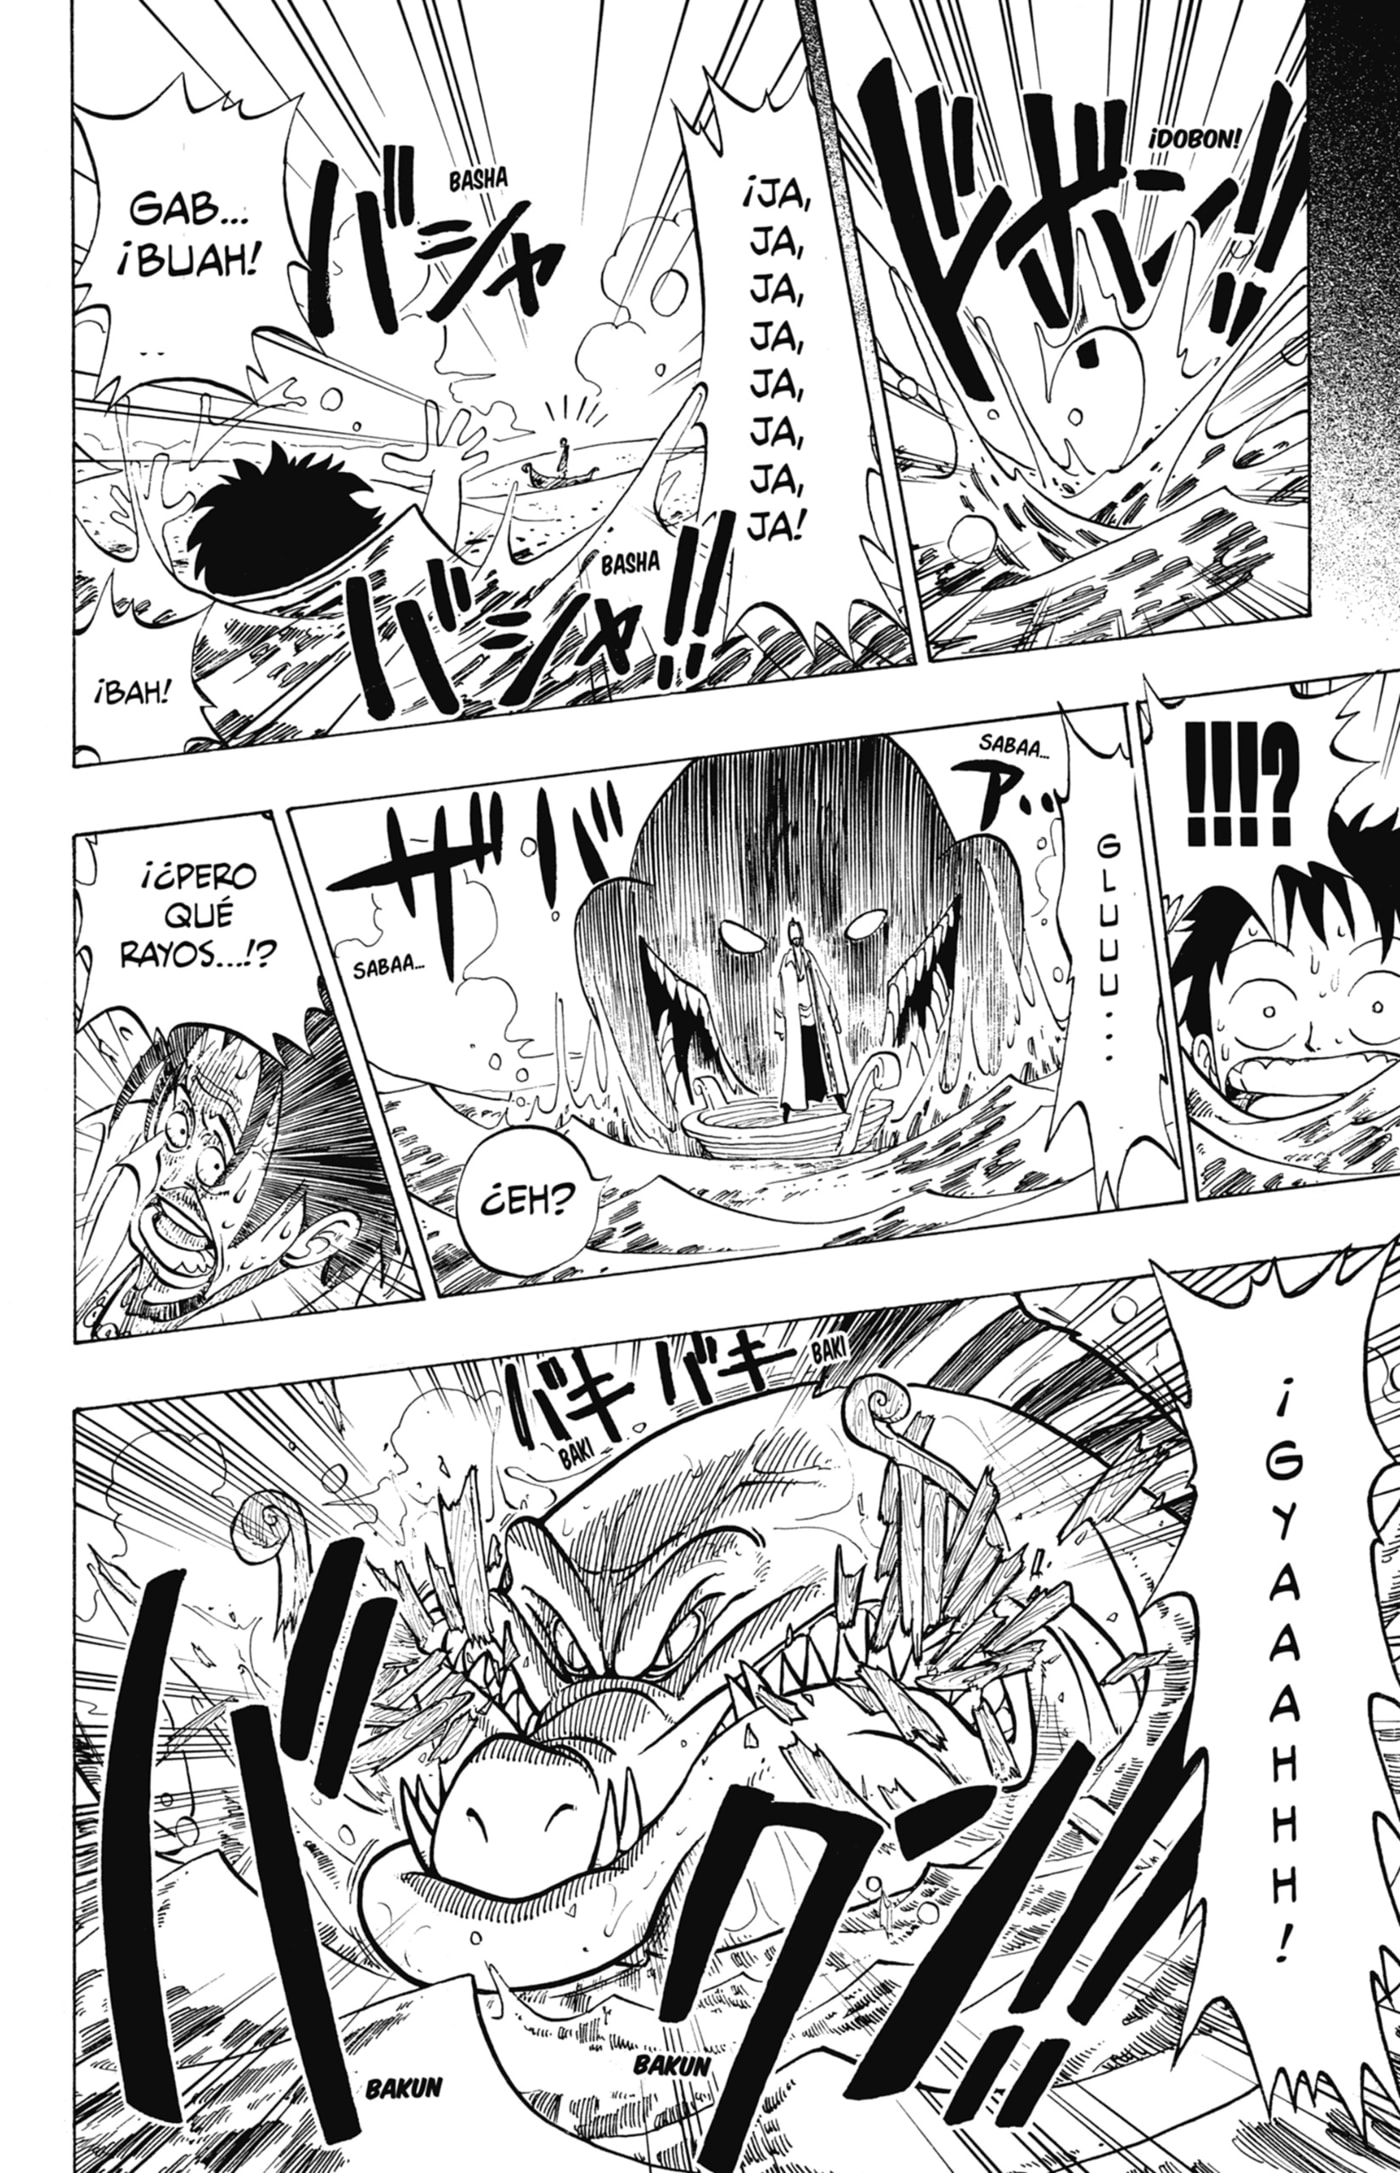 ¡DOBON!
ドボォン!!
¡JA,
JA,
JA,
JA,
JA,
JA,
JA,
JA!
BASHA
バシャ
GAB...
¡BUAH!
BASHA
バシャ!!
¡BAH!
!!!?
GLUUU...
SABAA...
ザバァ...
SABAA...
¿EH?
¡¿PERO
QUÉ
RAYOS...!?
¡GYAAAAHHH!
BAKI
バキ
バキ
BAKI
バクン!!
BAKUN
BAKUN